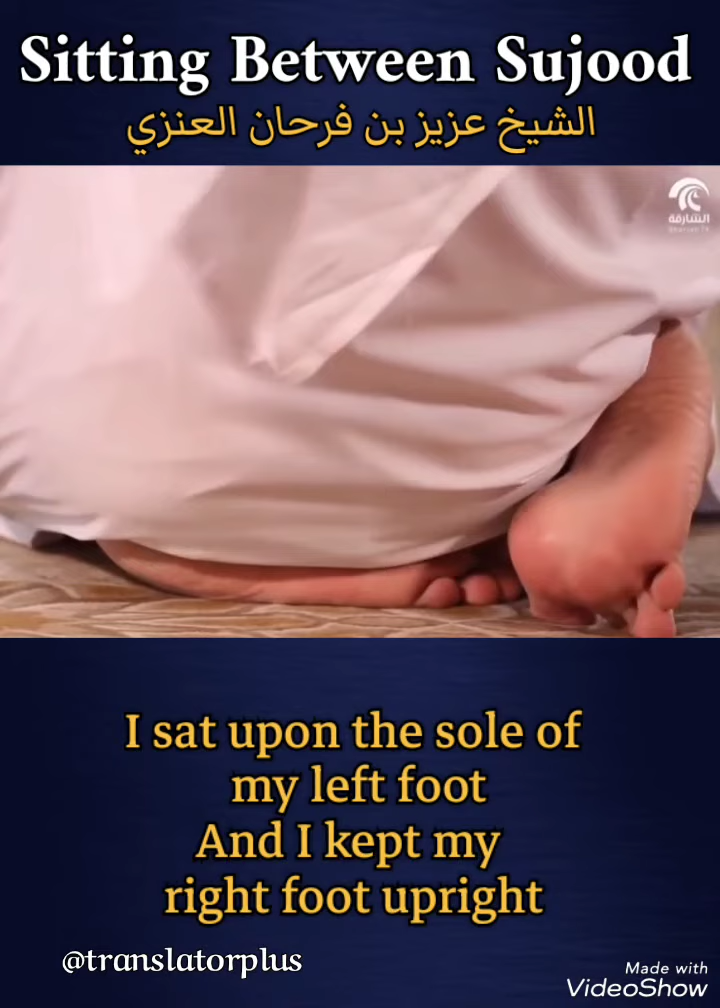 Sitting Between Sujood
الشيخ عزيز بن فرحان العنزي
الشارقة
I sat upon the sole of
my left foot
And I kept my
right foot upright
@translatorplus
Made with
VideoShow